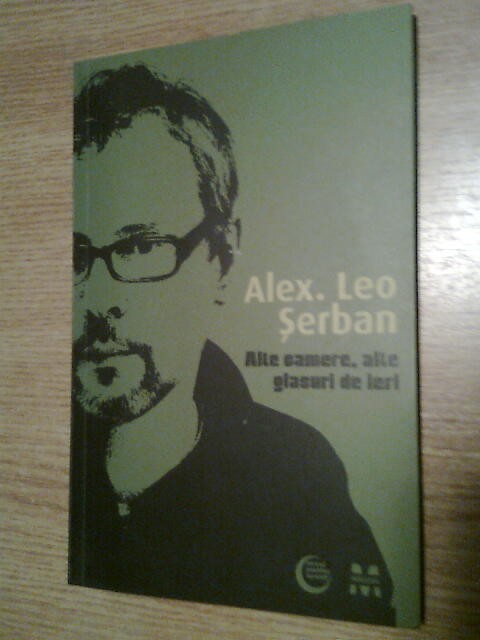 Alex. Leo
Şerban
Alte camere, alte
glasuri de ieri
M